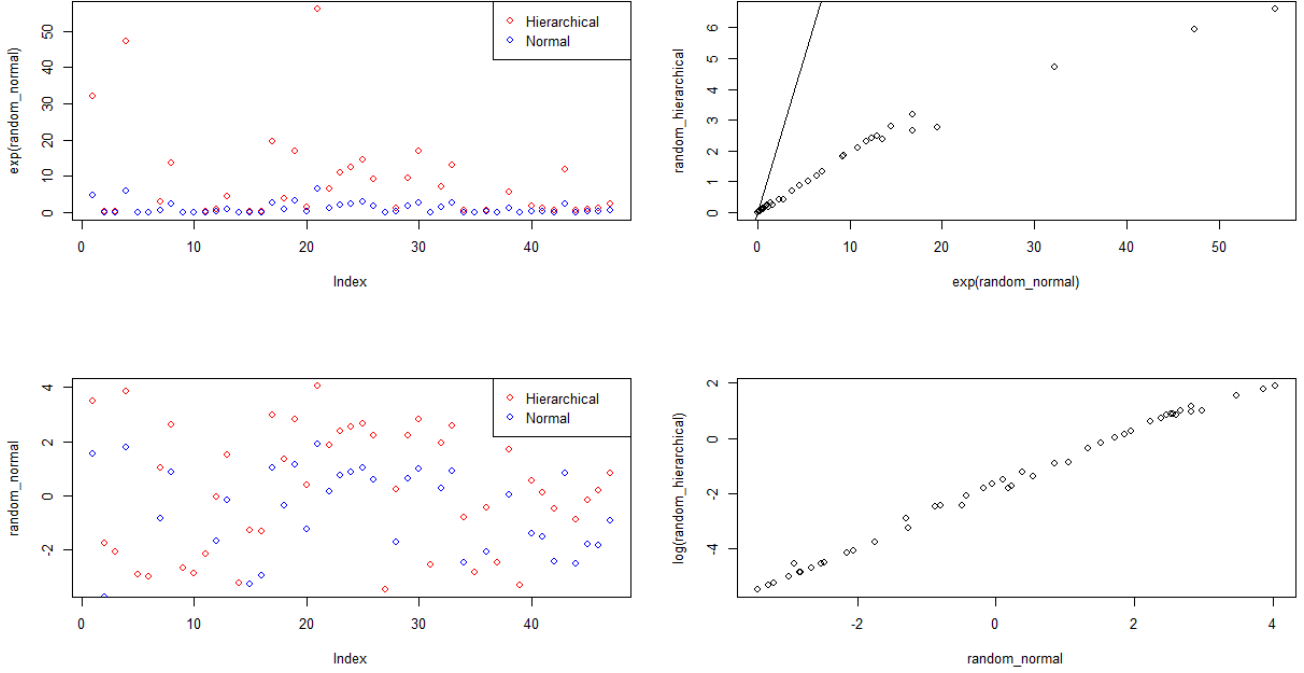 exp(random_normal)
50
40
30
20
10
0
Hierarchical
Normal
0 10 20 30 40
Index
random_hierarchical
6
5
4
3
2
1
0
0 10 20 30 40 50
exp(random_normal)
random_normal
4
2
0
-2
Hierarchical
Normal
0 10 20 30 40
Index
log(random_hierarchical)
2
0
-2
-4
-2 0 2 4
random_normal